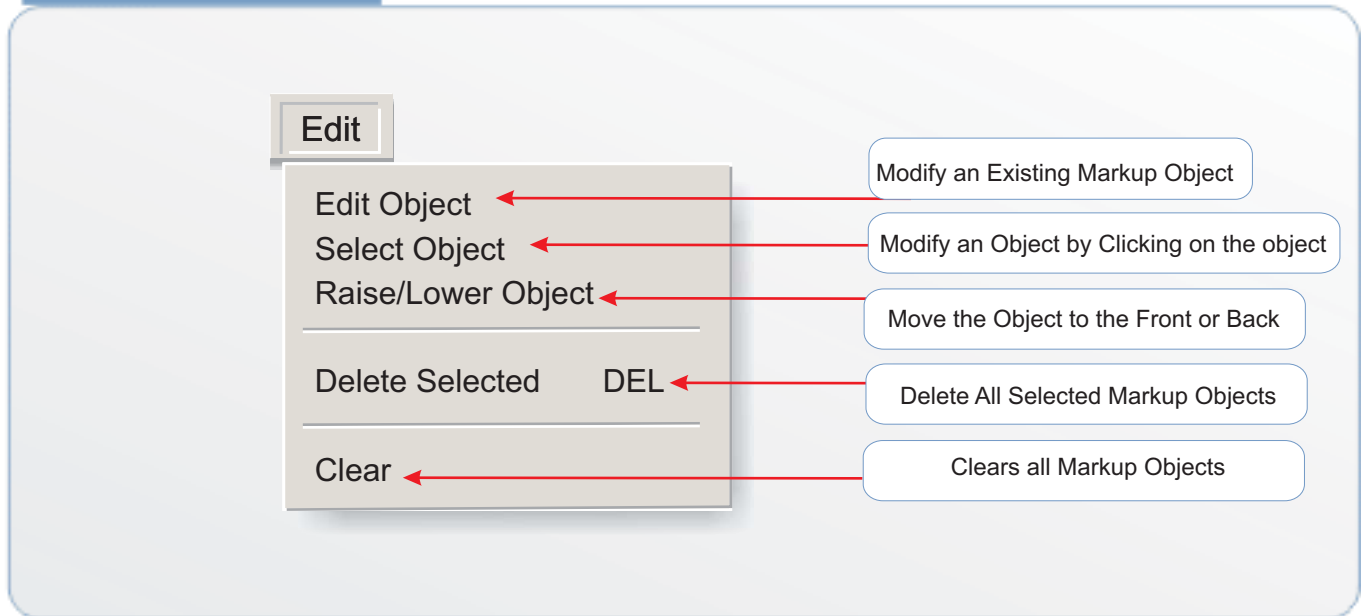 Edit
Edit Object
Modify an Existing Markup Object
Select Object
Modify an Object by Clicking on the object
Raise/Lower Object
Move the Object to the Front or Back
Delete Selected DEL
Delete All Selected Markup Objects
Clear
Clears all Markup Objects